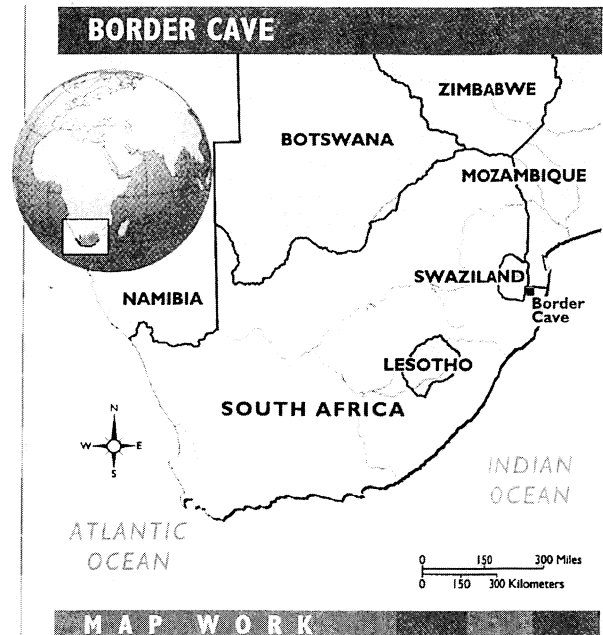 BORDER CAVE
ZIMBABWE
BOTSWANA
MOZAMBIQUE
SWAZILAND
Border
Cave
NAMIBIA
LESOTHO
SOUTH AFRICA
N
W E
S
INDIAN
OCEAN
ATLANTIC
OCEAN
0 150 300 Miles
0 150 300 Kilometers
MAP WORK